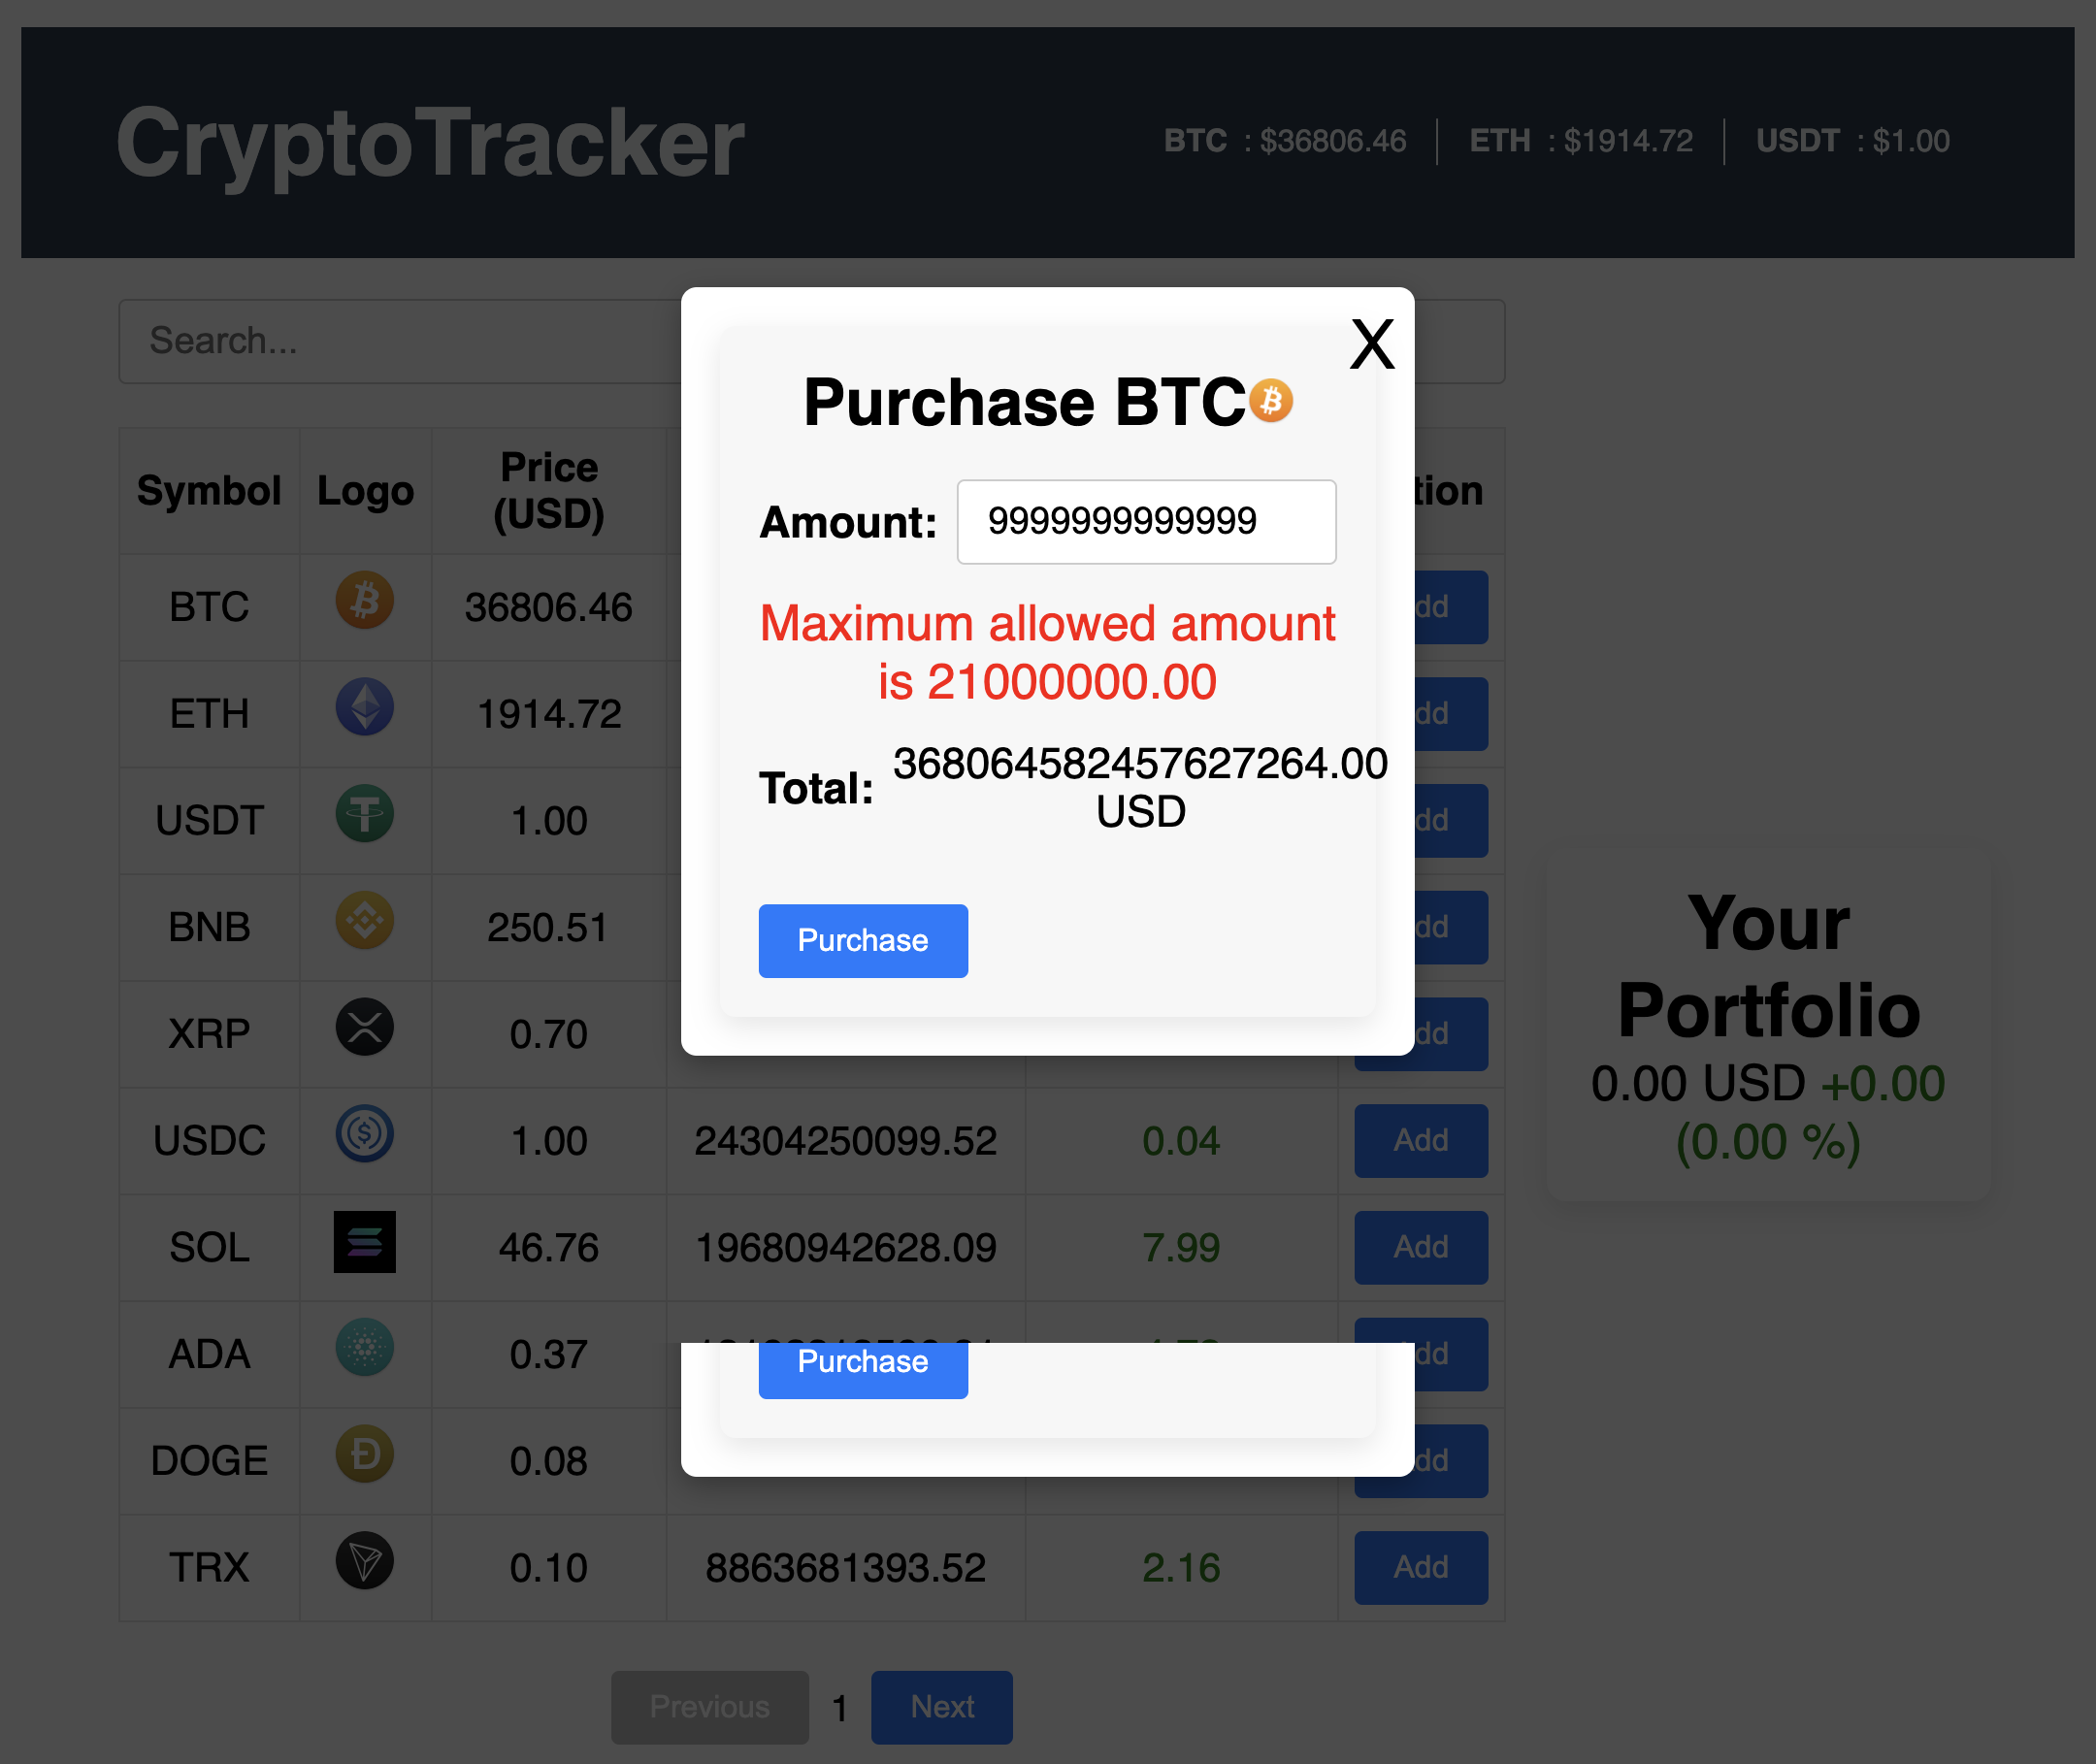 CryptoTracker
BTC : $36806.46
ETH : $1914.72
USDT : $1.00
Search...
X
Purchase BTC
Amount: 9999999999999
Maximum allowed amount
is 21000000.00
Total: 368064582457627264.00
USD
Purchase
Symbol Logo Price
(USD) tion
BTC 36806.46 dd
ETH 1914.72 dd
USDT 1.00 dd
BNB 250.51 dd
XRP 0.70 dd
USDC 1.00 24304250099.52 0.04 Add
SOL 46.76 19680942628.09 7.99 Add
ADA 0.37 dd
Purchase
DOGE 0.08 dd
TRX 0.10 8863681393.52 2.16 Add
Previous 1 Next
Your
Portfolio
0.00 USD +0.00
(0.00 %)